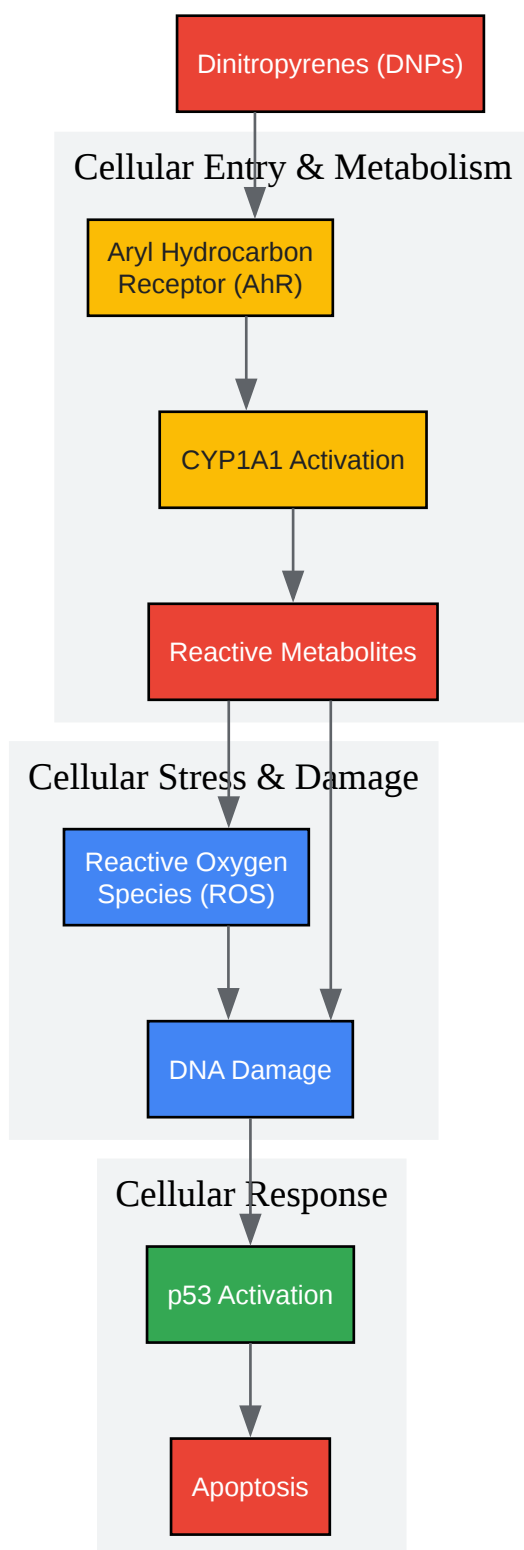 Dinitropyrenes (DNPs)
Cellular Entry & Metabolism
Aryl Hydrocarbon
Receptor (AhR)
CYP1A1 Activation
Reactive Metabolites
Cellular Stress & Damage
Reactive Oxygen
Species (ROS)
DNA Damage
Cellular Response
p53 Activation
Apoptosis